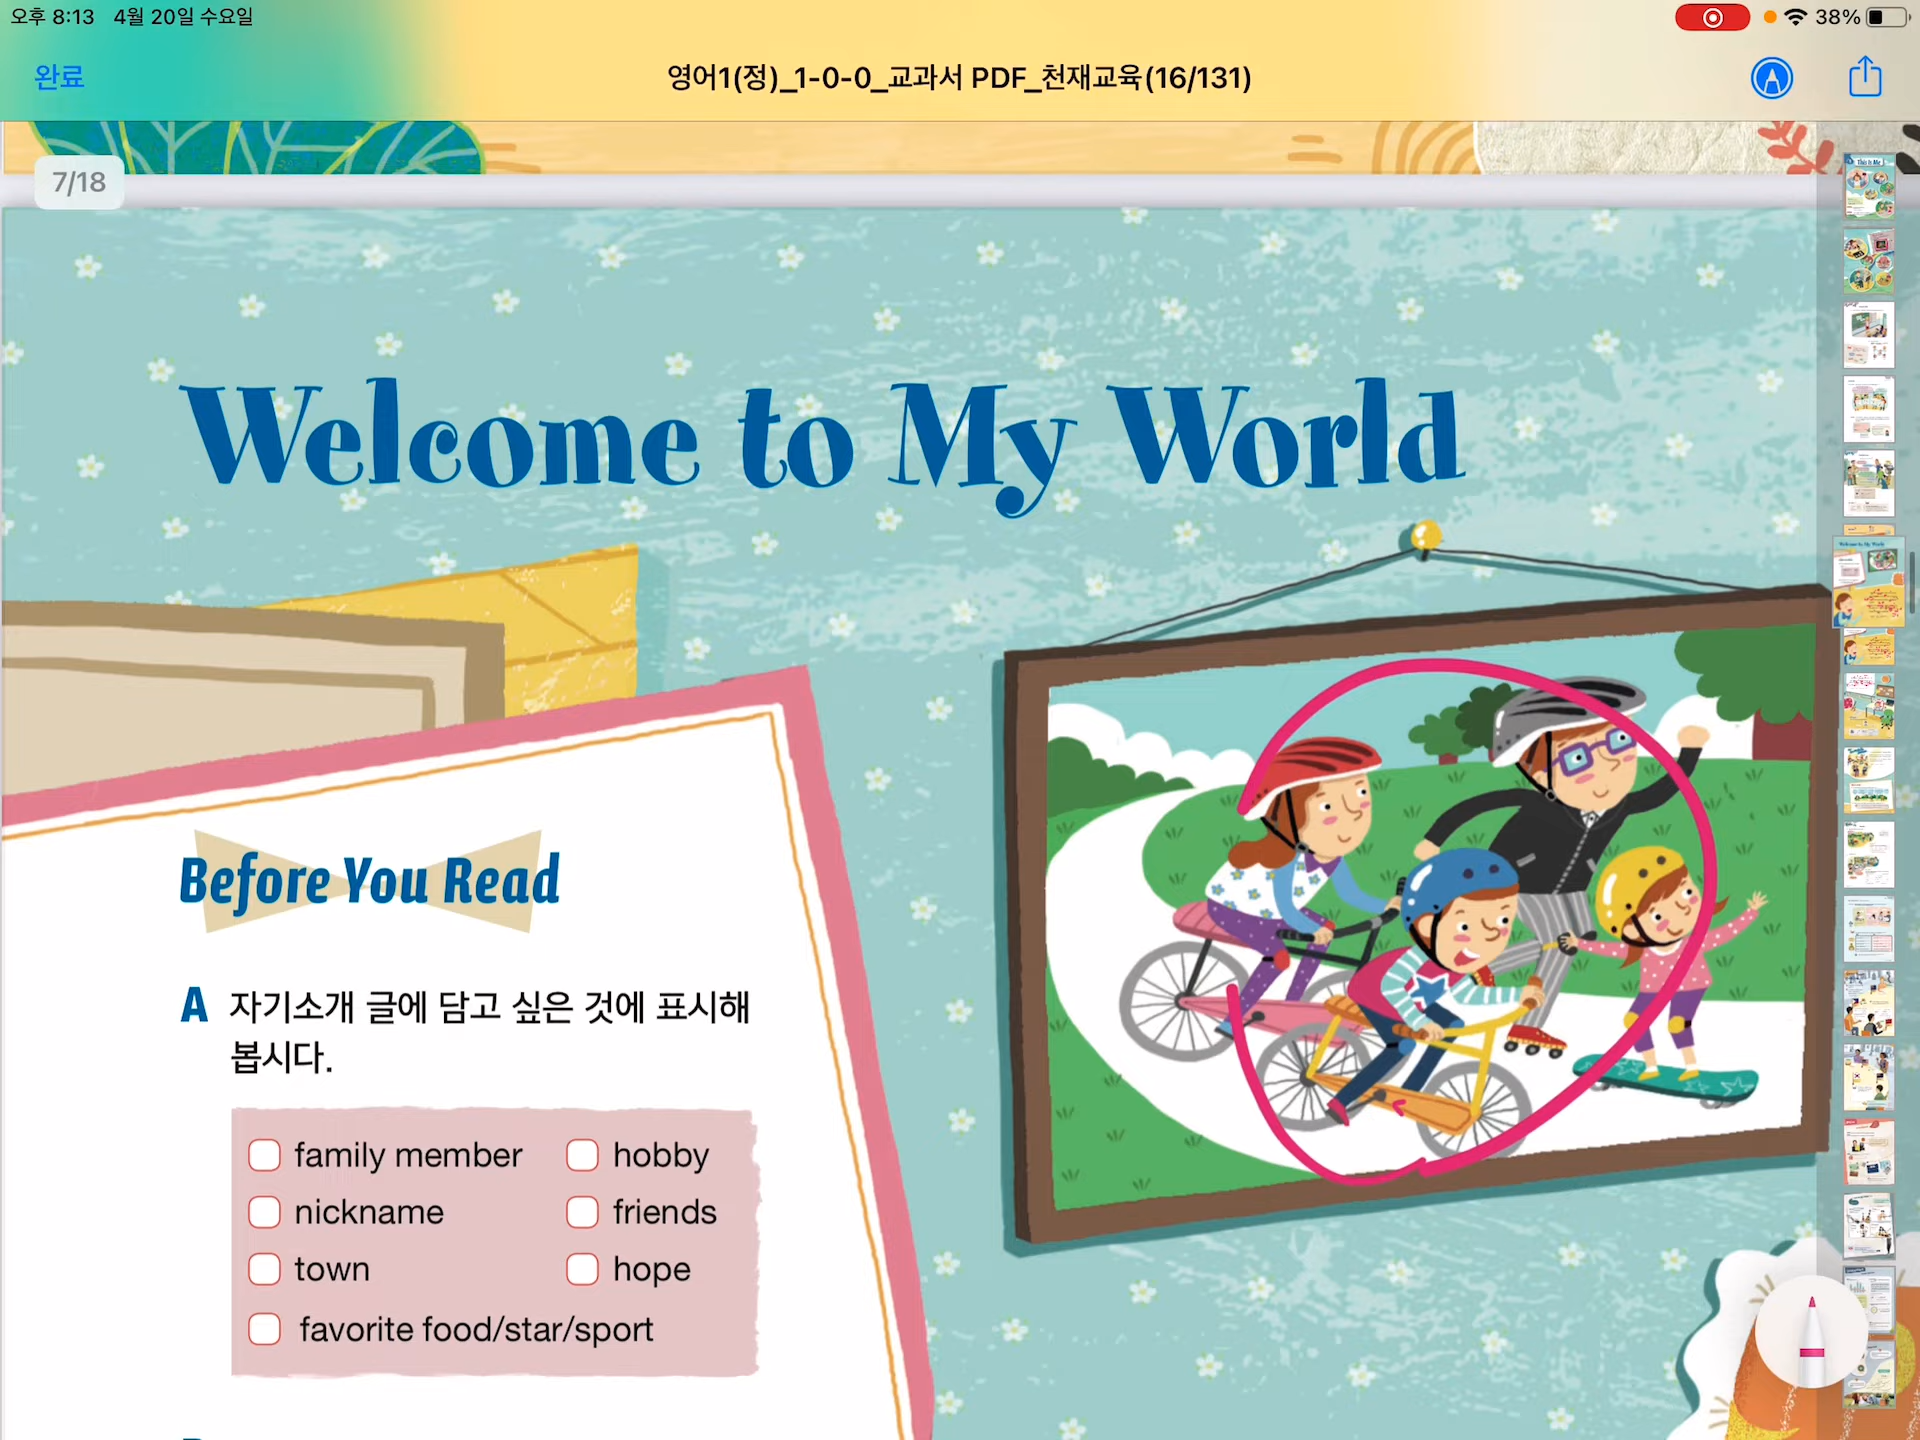 오후 8:13 4월 20일 수요일
38%
완료
영어1(정)_1-0-0_교과서 PDF_천재교육(16/131)
7/18
Welcome to My World
Before You Read
A 자기소개 글에 담고 싶은 것에 표시해
봅시다.
family member hobby
nickname friends
town hope
favorite food/star/sport